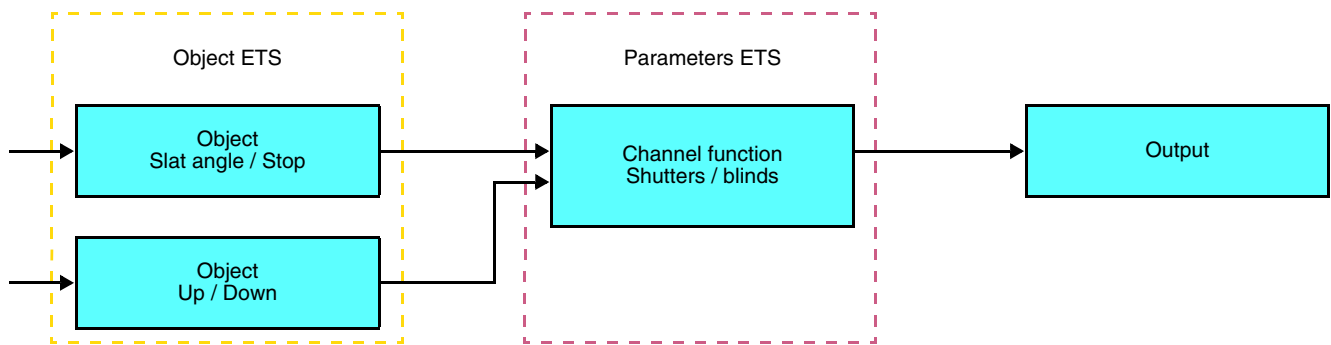 Object ETS
Object
Slat angle / Stop
Object
Up / Down
Parameters ETS
Channel function
Shutters / blinds
Output